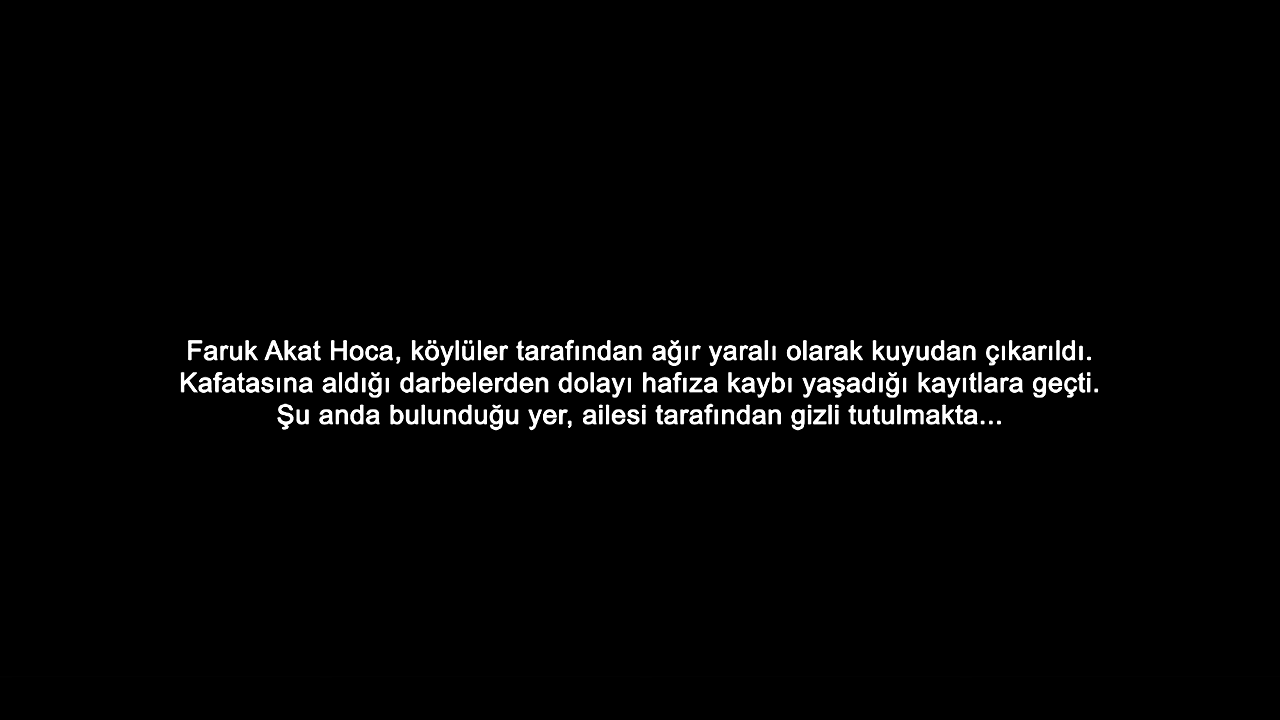 Faruk Akat Hoca, köylüler tarafından ağır yaralı olarak kuyudan çıkarıldı.
Kafatasına aldığı darbelerden dolayı hafıza kaybı yaşadığı kayıtlara geçti.
Şu anda bulunduğu yer, ailesi tarafından gizli tutulmakta...